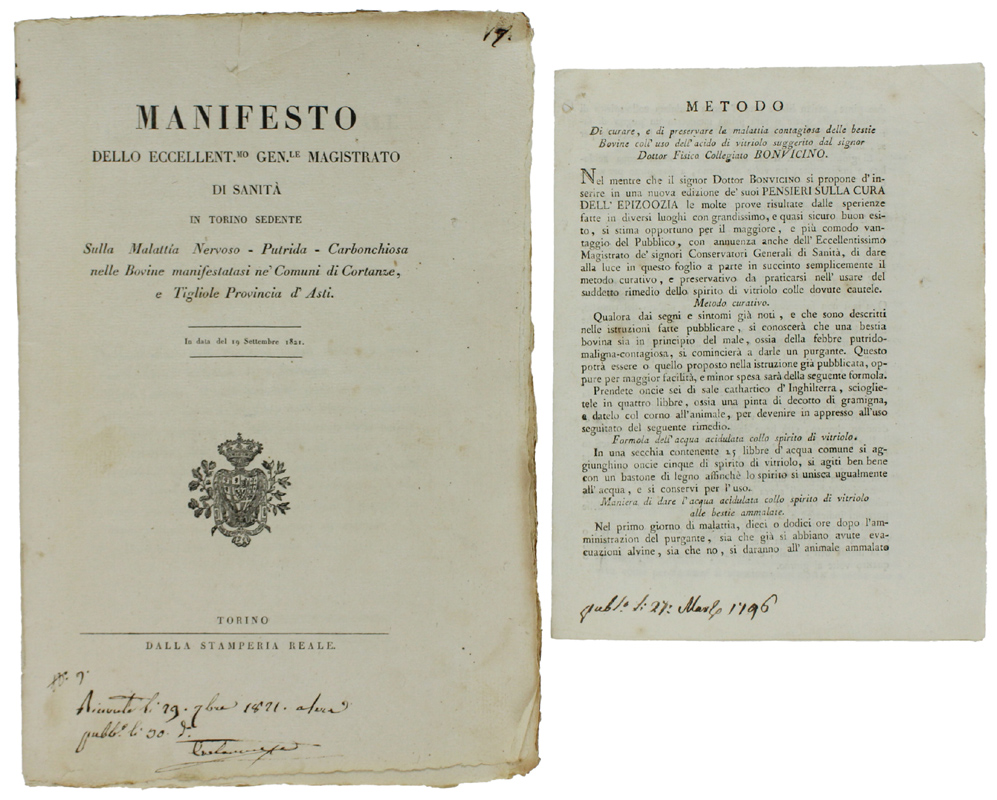 17.
MANIFESTO
DELLO ECCELLENT.MO GEN.LE MAGISTRATO
DI SANITÀ
IN TORINO SEDENTE
Sulla Malattia Nervoso - Putrida - Carbonchiosa
nelle Bovine manifestatasi ne' Comuni di Cortanze,
e Tigliole Provincia d' Asti.
In data del 19 Settembre 1821.
TORINO
DALLA STAMPERIA REALE.
Ricevuto li 29. 7bre 1821. a sera
pubb.to li 30. d.o
METODO
Di curare, e di preservare la malattia contagiosa delle bestie
Bovine coll' uso dell' acido di vitriolo suggerito dal signor
Dottor Fisico Collegiato BONVICINO.
Nel mentre che il signor Dottor BONVICINO si propone d' in-
serire in una nuova edizione de' suoi PENSIERI SULLA CURA
DELL' EPIZOOZIA le molte prove risultate dalle sperienze
fatte in diversi luoghi con grandissimo, e quasi sicuro buon esi-
to, si stima opportuno per il maggiore, e più comodo van-
taggio del Pubblico, con annuenza anche dell' Eccellentissimo
Magistrato de' signori Conservatori Generali di Sanità, di dare
alla luce in questo foglio a parte in succinto semplicemente il
metodo curativo, e preservativo da praticarsi nell' usare del
suddetto rimedio dello spirito di vitriolo colle dovute cautele.
Metodo curativo.
Qualora dai segni e sintomi già noti, e che sono descritti
nelle istruzioni fatte pubblicare, si conoscerà che una bestia
bovina sia in principio del male, ossia della febbre putrido-
maligna-contagiosa, si comincierà a darle un purgante. Questo
potrà essere o quello proposto nella istruzione già pubblicata, op-
pure per maggior facilità, e minor spesa sarà della seguente formola.
Prendete oncie sei di sale cathartico d' Inghilterra, scioglie-
tele in quattro libbre, ossia una pinta di decotto di gramigna,
e datelo col corno all' animale, per devenire in appresso all' uso
seguitato del seguente rimedio.
Formola dell' acqua acidulata collo spirito di vitriolo.
In una secchia contenente 25 libbre d' acqua comune si ag-
giunghino oncie cinque di spirito di vitriolo, si agiti ben bene
con un bastone di legno affinchè lo spirito si unisca ugualmente
all' acqua, e si conservi per l' uso.
Maniera di dare l' acqua acidulata collo spirito di vitriolo
alle bestie ammalate.
Nel primo giorno di malattia, dieci o dodici ore dopo l' am-
ministrazion del purgante, sia che già si abbiano avute eva-
cuazioni alvine, sia che no, si daranno all' animale ammalato
pubb.to li 27: Marzo 1796